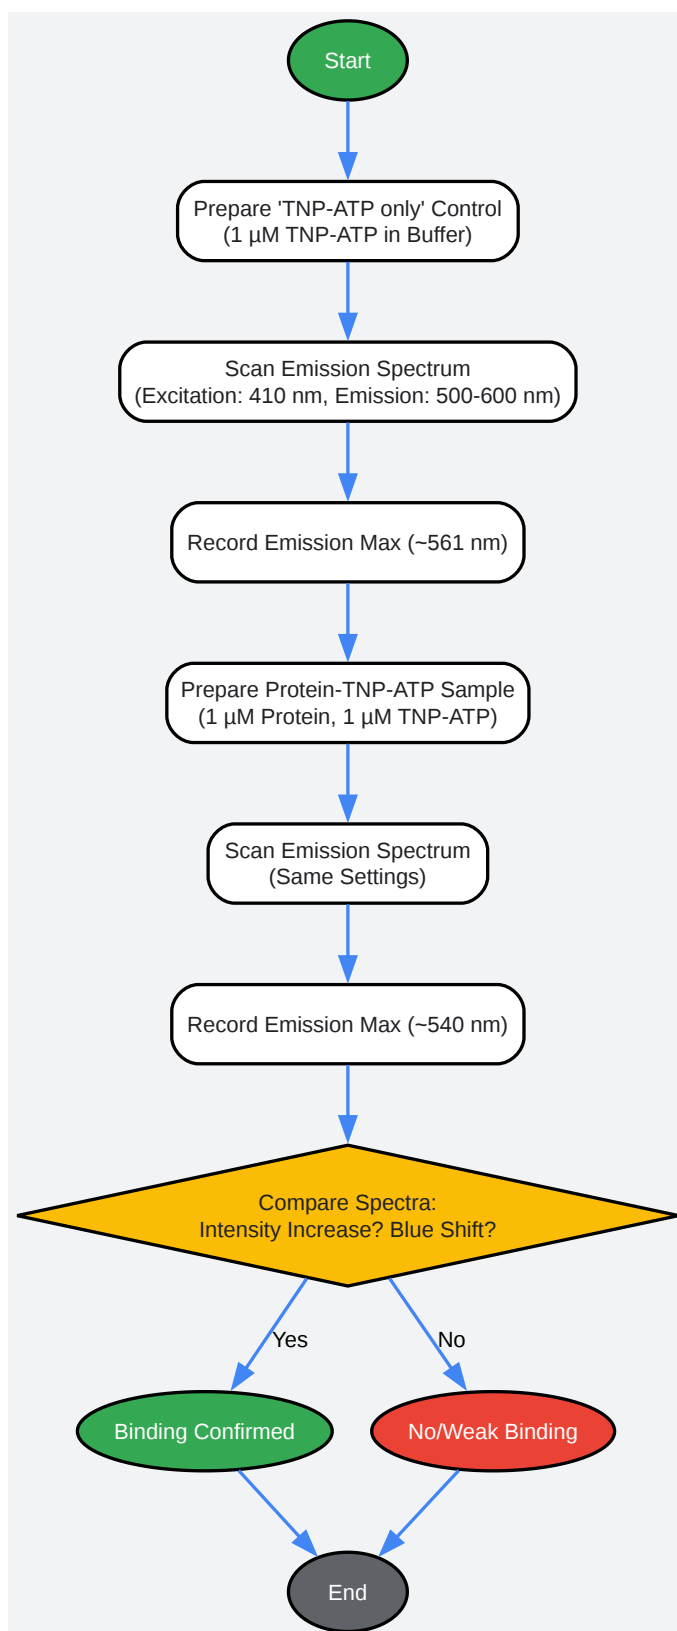 Start
Prepare 'TNP-ATP only' Control
(1 µM TNP-ATP in Buffer)
Scan Emission Spectrum
(Excitation: 410 nm, Emission: 500-600 nm)
Record Emission Max (~561 nm)
Prepare Protein-TNP-ATP Sample
(1 µM Protein, 1 µM TNP-ATP)
Scan Emission Spectrum
(Same Settings)
Record Emission Max (~540 nm)
Compare Spectra:
Intensity Increase? Blue Shift?
Yes
No
Binding Confirmed
No/Weak Binding
End